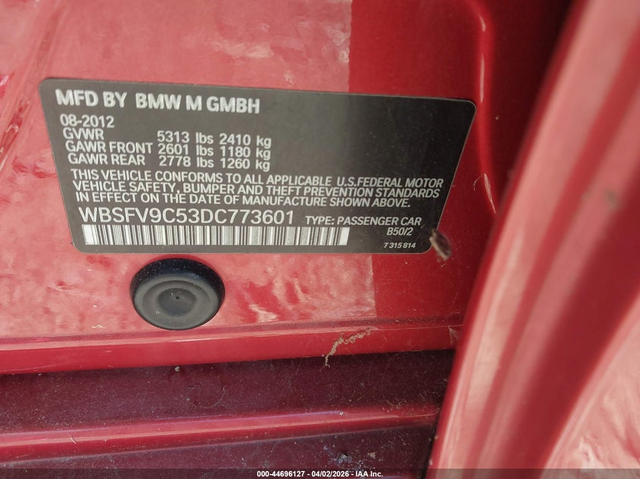 MFD BY BMW M GMBH
08-2012
GVWR 5313 lbs 2410 kg
GAWR FRONT 2601 lbs 1180 kg
GAWR REAR 2778 lbs 1260 kg
THIS VEHICLE CONFORMS TO ALL APPLICABLE U.S.FEDERAL MOTOR
VEHICLE SAFETY, BUMPER AND THEFT PREVENTION STANDARDS
IN EFFECT ON THE DATE OF MANUFACTURE SHOWN ABOVE.
WBSFV9C53DC773601 TYPE: PASSENGER CAR
B50/2
7 315 814
000-44696127 - 04/02/2026 - IAA Inc.